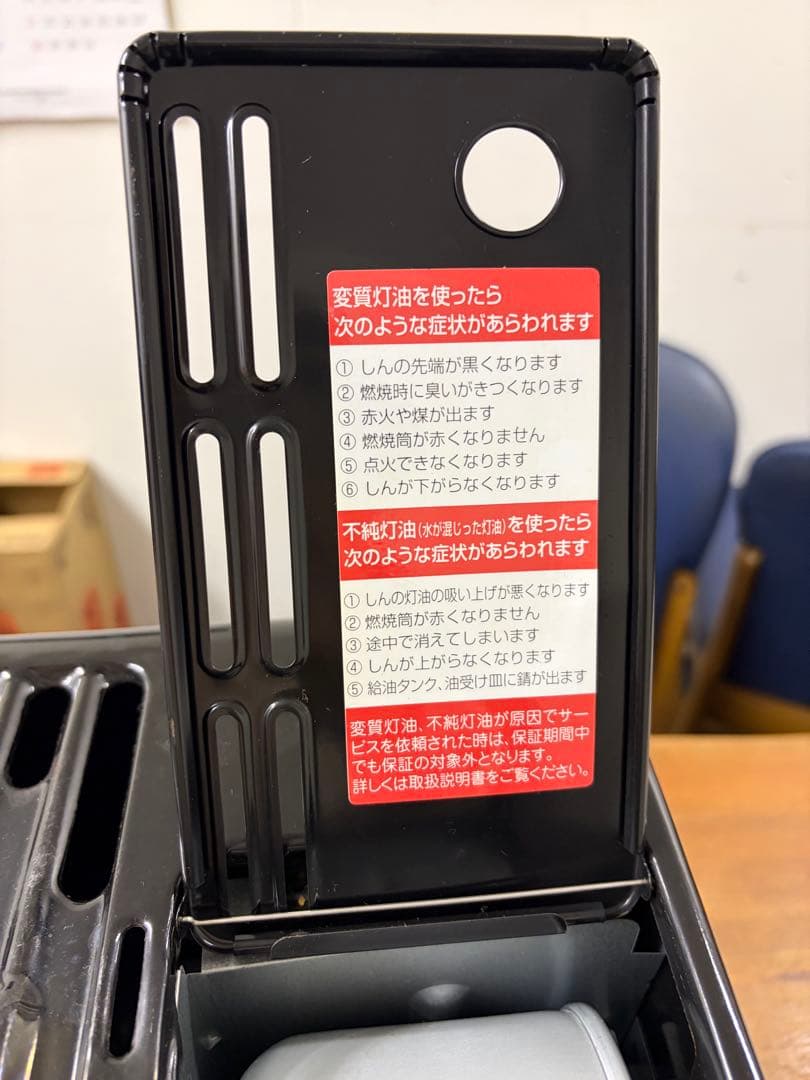 変質灯油を使ったら
次のような症状があらわれます
① しんの先端が黒くなります
② 燃焼時に臭いがきつくなります
③ 赤火や煤が出ます
④ 燃焼筒が赤くなりません
⑤ 点火できなくなります
⑥ しんが下がらなくなります
不純灯油(水が混じった灯油)を使ったら
次のような症状があらわれます
① しんの灯油の吸い上げが悪くなります
② 燃焼筒が赤くなりません
③ 途中で消えてしまいます
④ しんが上がらなくなります
⑤ 給油タンク、油受け皿に錆が出ます
変質灯油、不純灯油が原因でサー
ビスを依頼された時は、保証期間中
でも保証の対象外となります。
詳しくは取扱説明書をご覧ください。